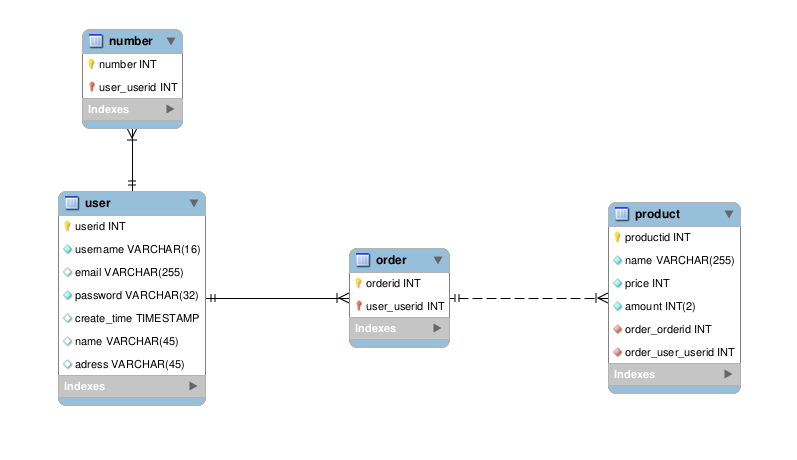 number
number INT
user_userid INT
Indexes
user
userid INT
username VARCHAR(16)
email VARCHAR(255)
password VARCHAR(32)
create_time TIMESTAMP
name VARCHAR(45)
adress VARCHAR(45)
Indexes
order
orderid INT
user_userid INT
Indexes
product
productid INT
name VARCHAR(255)
price INT
amount INT(2)
order_orderid INT
order_user_userid INT
Indexes